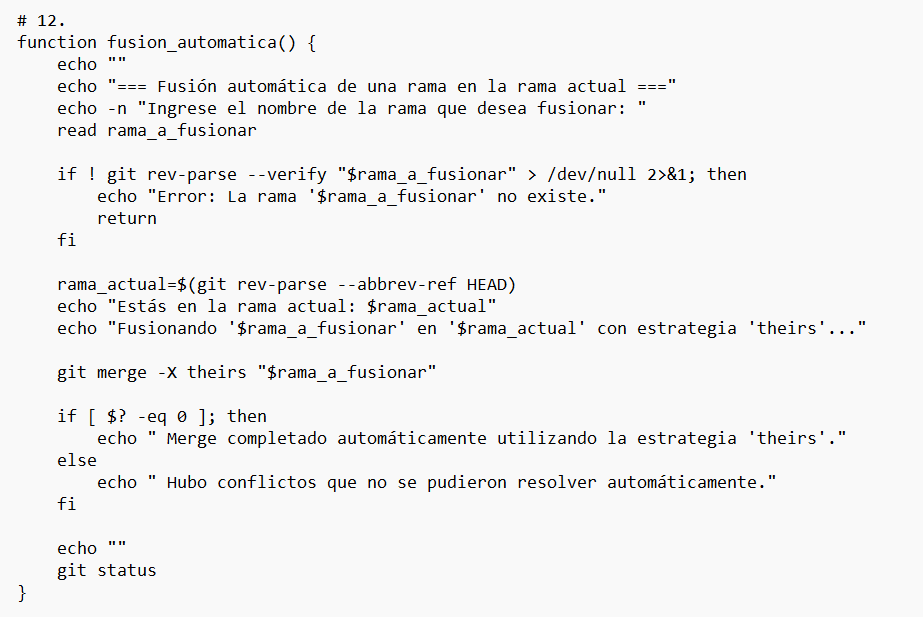 # 12.
function fusion_automatica() {
    echo ""
    echo "=== Fusión automática de una rama en la rama actual ==="
    echo -n "Ingrese el nombre de la rama que desea fusionar: "
    read rama_a_fusionar

    if ! git rev-parse --verify "$rama_a_fusionar" > /dev/null 2>&1; then
        echo "Error: La rama '$rama_a_fusionar' no existe."
        return
    fi

    rama_actual=$(git rev-parse --abbrev-ref HEAD)
    echo "Estás en la rama actual: $rama_actual"
    echo "Fusionando '$rama_a_fusionar' en '$rama_actual' con estrategia 'theirs'..."

    git merge -X theirs "$rama_a_fusionar"

    if [ $? -eq 0 ]; then
        echo " Merge completado automáticamente utilizando la estrategia 'theirs'."
    else
        echo " Hubo conflictos que no se pudieron resolver automáticamente."
    fi

    echo ""
    git status
}